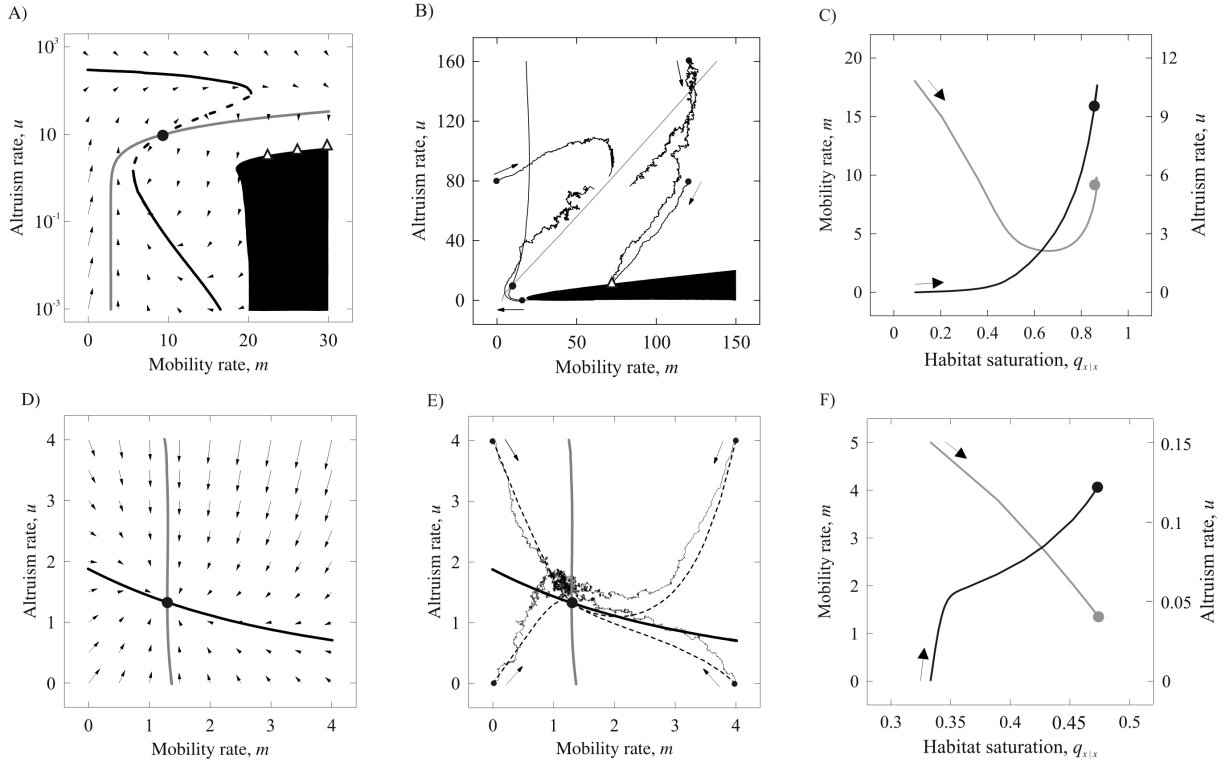 A)
Altruism rate, u
10³
10
10⁻¹
10⁻³
0 10 20 30
Mobility rate, m
B)
Altruism rate, u
160
120
80
40
0
0 50 100 150
Mobility rate, m
C)
Mobility rate, m
20
15
10
5
0
Altruism rate, u
12
9
6
3
0
0 0.2 0.4 0.6 0.8 1
Habitat saturation, q x|x
D)
Altruism rate, u
4
3
2
1
0
0 1 2 3 4
Mobility rate, m
E)
Altruism rate, u
4
3
2
1
0
0 1 2 3 4
Mobility rate, m
F)
Mobility rate, m
5
4
3
2
1
0
Altruism rate, u
0.15
0.1
0.05
0
0.3 0.35 0.4 0.45 0.5
Habitat saturation, q x|x